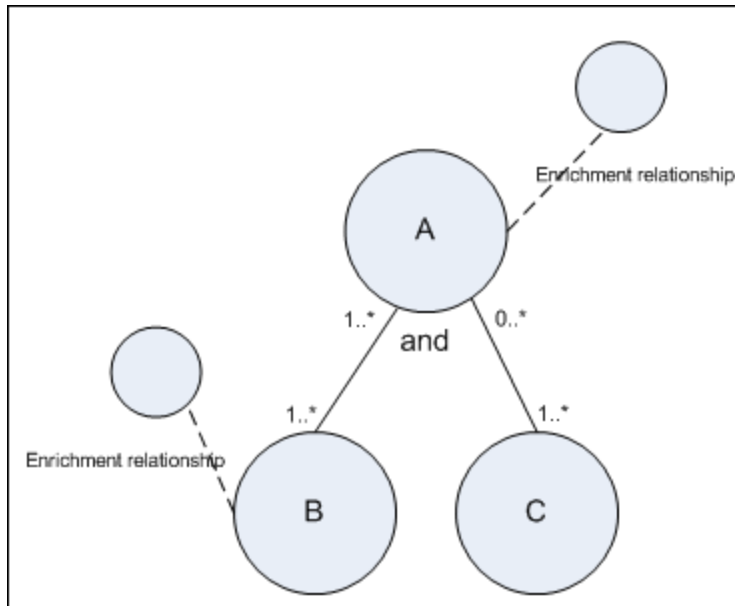 Enrichment relationship
A
1..*
0..*
and
1..*
1..*
Enrichment relationship
B
C